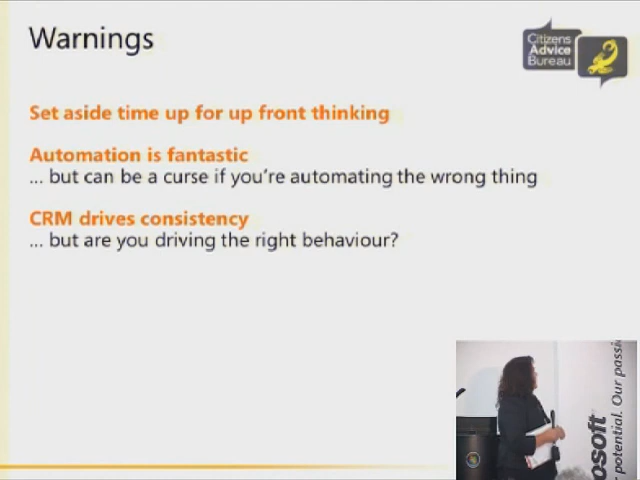 Warnings
Citizens
Advice
Bureau
Set aside time up for up front thinking
Automation is fantastic
... but can be a curse if you're automating the wrong thing
CRM drives consistency
... but are you driving the right behaviour?
osoft
potential. Our passi